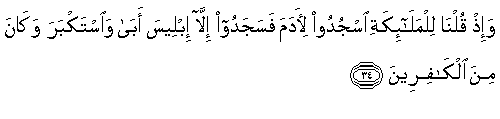 وَإِذْ قُلْنَا لِلْمَلَـٰٓئِكَةِ ٱسْجُدُوا۟ لِـَٔادَمَ فَسَجَدُوٓا۟ إِلَّآ إِبْلِيسَ أَبَىٰ وَٱسْتَكْبَرَ وَكَانَ
مِنَ ٱلْكَـٰفِرِينَ ٣٤